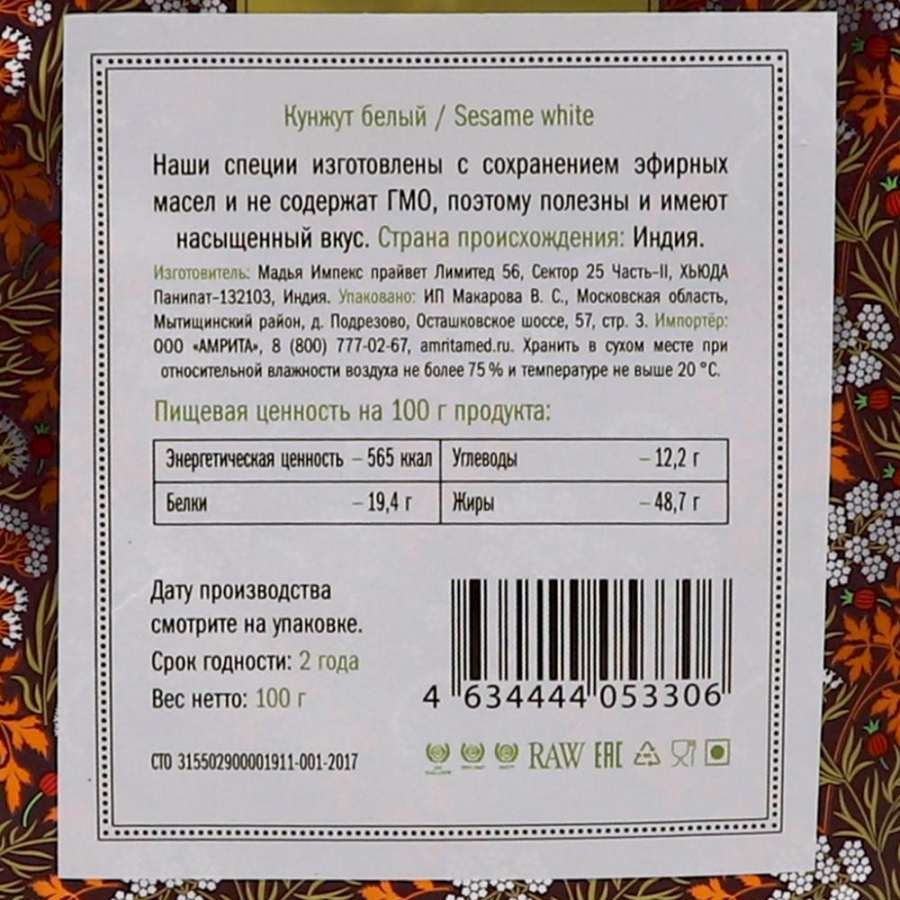 Кунжут белый / Sesame white
Наши специи изготовлены с сохранением эфирных
масел и не содержат ГМО, поэтому полезны и имеют
насыщенный вкус. Страна происхождения: Индия.
Изготовитель: Мадья Импекс прайвет Лимитед 56, Сектор 25 Часть-II, ХЬЮДА
Панипат-132103, Индия. Упаковано: ИП Макарова В. С., Московская область,
Мытищинский район, д. Подрезово, Осташковское шоссе, 57, стр. 3. Импортёр:
ООО «АМРИТА», 8 (800) 777-02-67, amritamed.ru. Хранить в сухом месте при
относительной влажности воздуха не более 75 % и температуре не выше 20 °С.
Пищевая ценность на 100 г продукта:
Энергетическая ценность – 565 ккал Углеводы – 12,2 г
Белки – 19,4 г Жиры – 48,7 г
Дату производства
смотрите на упаковке.
Срок годности: 2 года
Вес нетто: 100 г
4 634444 053306
СТО 315502900001911-001-2017
RAW EAC